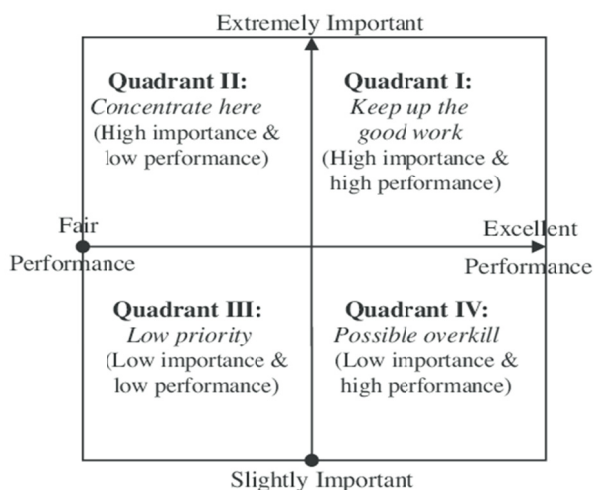 Extremely Important
Quadrant II:
Concentrate here
(High importance &
low performance)
Quadrant I:
Keep up the
good work
(High importance &
high performance)
Fair
Performance
Excellent
Performance
Quadrant III:
Low priority
(Low importance &
low performance)
Quadrant IV:
Possible overkill
(Low importance &
high performance)
Slightly Important